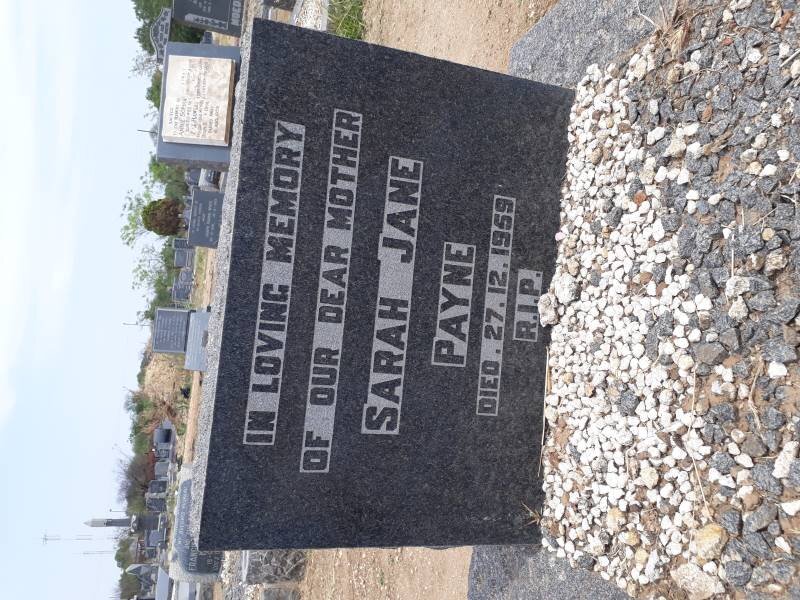 IN LOVING MEMORY
OF OUR DEAR MOTHER
SARAH JANE
PAYNE
DIED. 27. 12. 1959
R.I.P.